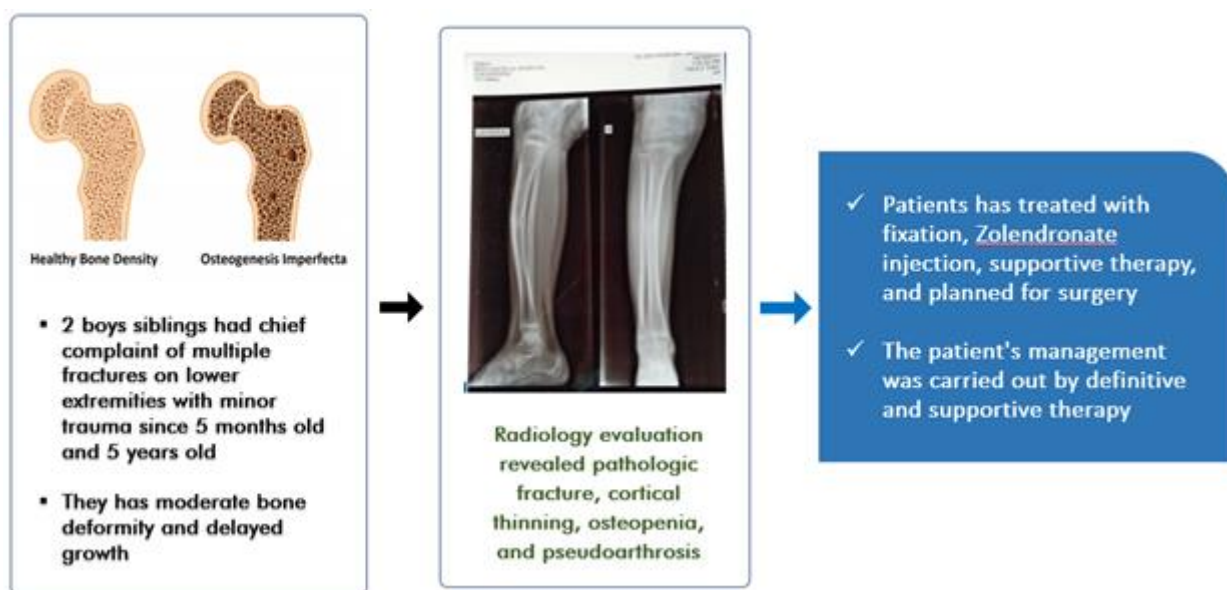 Healthy Bone Density
Osteogenesis Imperfecta
▪ 2 boys siblings had chief
complaint of multiple
fractures on lower
extremities with minor
trauma since 5 months old
and 5 years old
▪ They has moderate bone
deformity and delayed
growth
Radiology evaluation
revealed pathologic
fracture, cortical
thinning, osteopenia,
and pseudoarthrosis
✓ Patients has treated with
fixation, Zolendronate
injection, supportive therapy,
and planned for surgery
✓ The patient's management
was carried out by definitive
and supportive therapy